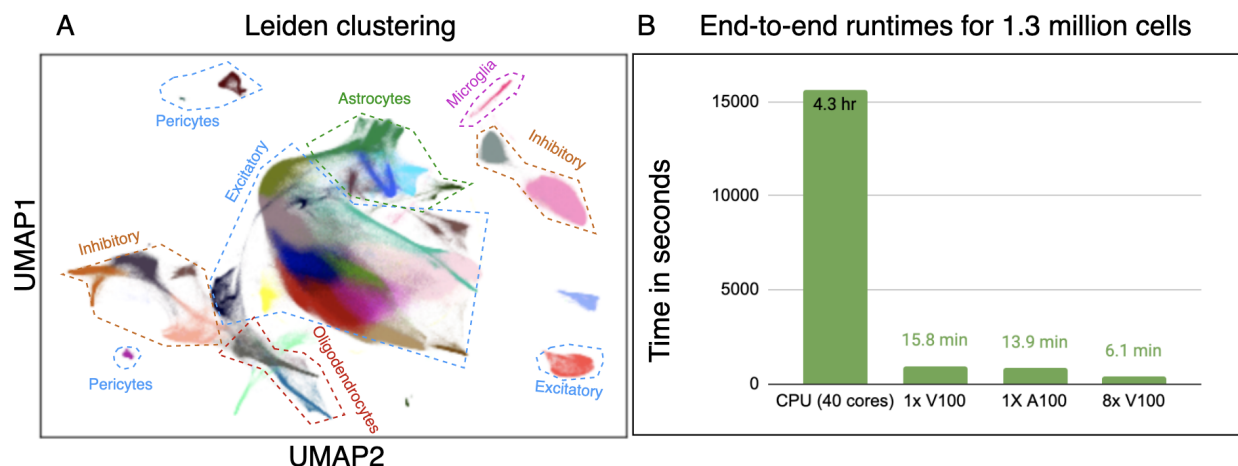 A
Leiden clustering
Pericytes
Astrocytes
Microglia
Inhibitory
Excitatory
Inhibitory
Oligodendrocytes
Pericytes
Excitatory
UMAP1
UMAP2
B
End-to-end runtimes for 1.3 million cells
Time in seconds
15000
10000
5000
0
4.3 hr
15.8 min
13.9 min
6.1 min
CPU (40 cores)
1x V100
1X A100
8x V100